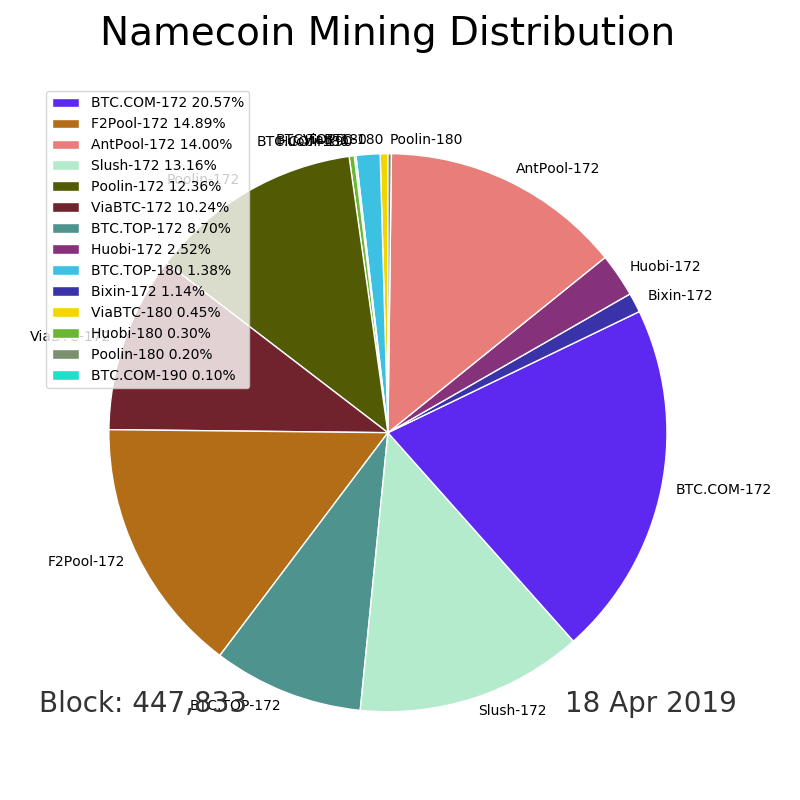 Namecoin Mining Distribution
BTC.COM-172 20.57%
F2Pool-172 14.89%
AntPool-172 14.00%
Slush-172 13.16%
Poolin-172 12.36%
ViaBTC-172 10.24%
BTC.TOP-172 8.70%
Huobi-172 2.52%
BTC.TOP-180 1.38%
Bixin-172 1.14%
ViaBTC-180 0.45%
Huobi-180 0.30%
Poolin-180 0.20%
BTC.COM-190 0.10%
Poolin-180
AntPool-172
Huobi-172
Bixin-172
BTC.COM-172
Slush-172
BTC.TOP-172
F2Pool-172
ViaBTC-172
Poolin-172
Block: 447,833
18 Apr 2019